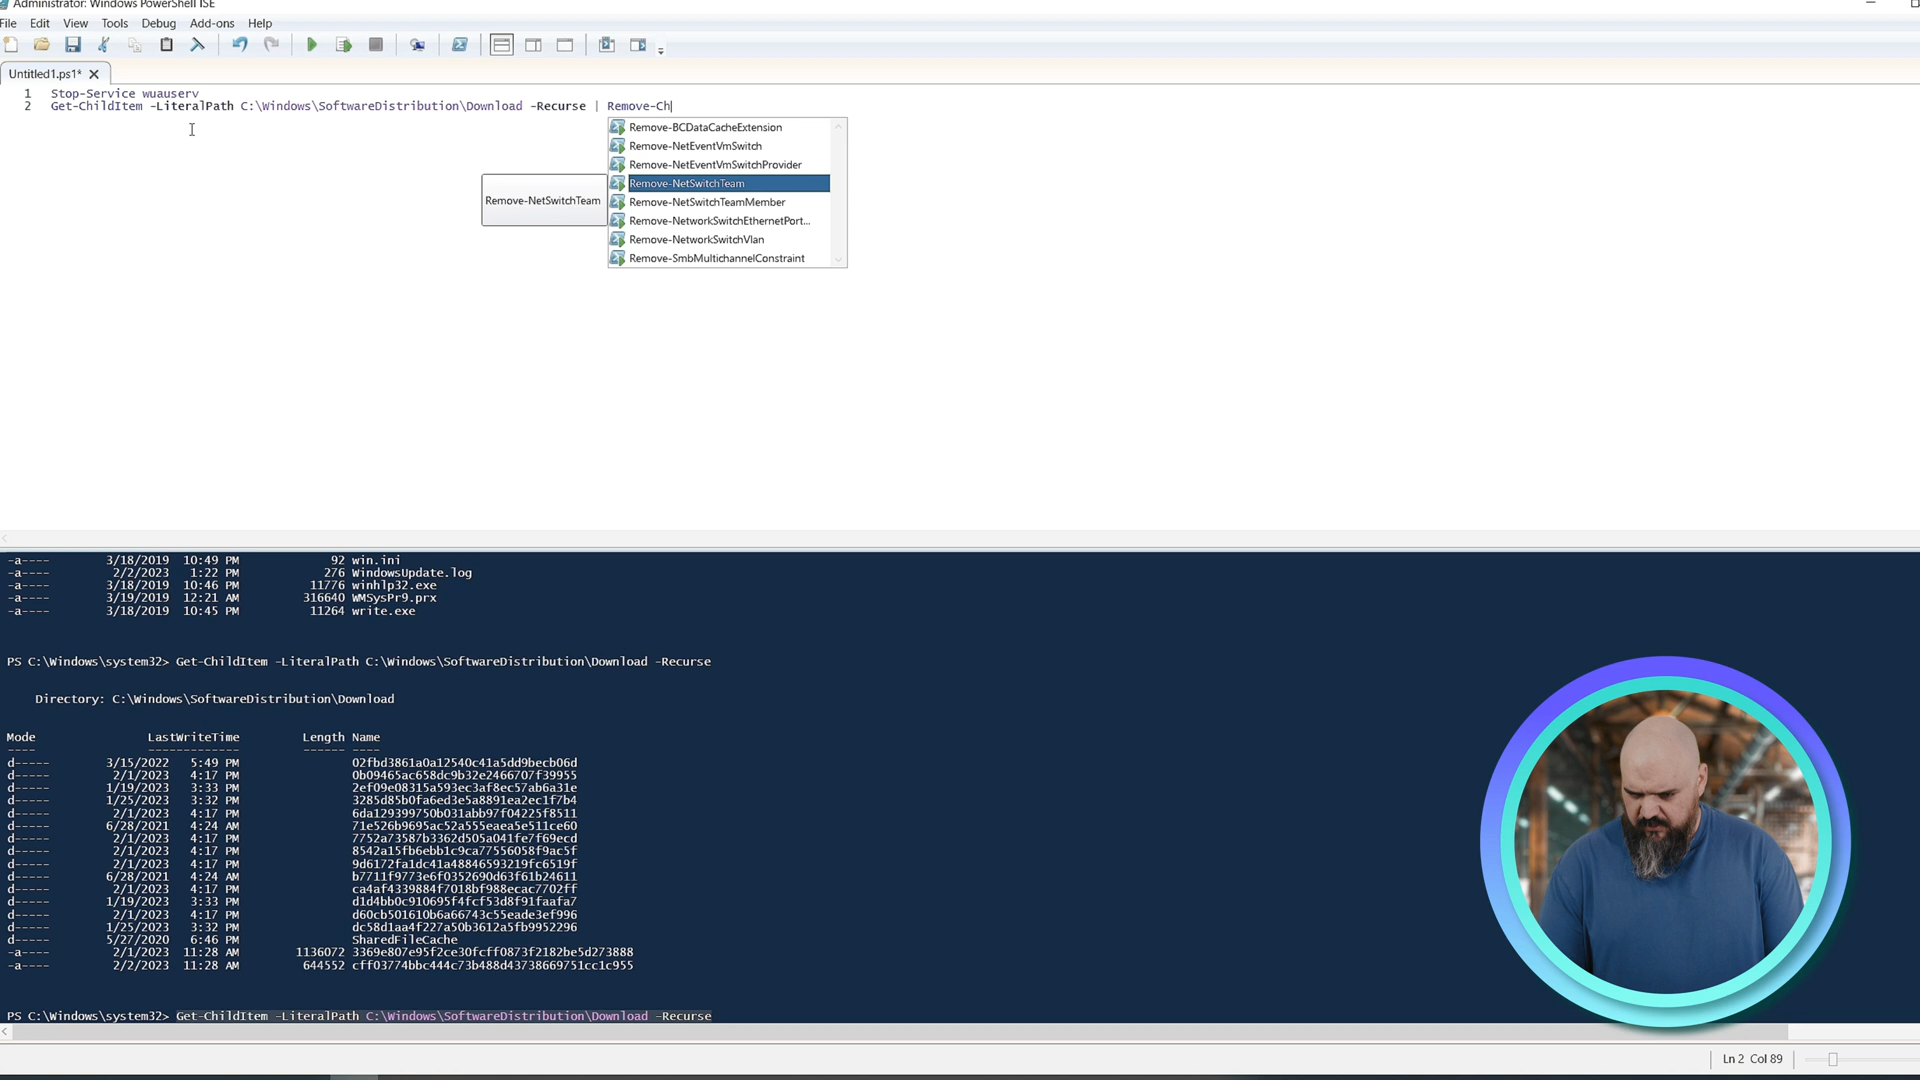 Administrator: Windows PowerShell ISE
File Edit View Tools Debug Add-ons Help
Untitled1.ps1*
1 Stop-Service wuauserv
2 Get-ChildItem -LiteralPath C:\Windows\SoftwareDistribution\Download -Recurse | Remove-Ch
Remove-BCDataCacheExtension
Remove-NetEventVmSwitch
Remove-NetEventVmSwitchProvider
Remove-NetSwitchTeam
Remove-NetSwitchTeam
Remove-NetSwitchTeamMember
Remove-NetworkSwitchEthernetPort...
Remove-NetworkSwitchVlan
Remove-SmbMultichannelConstraint
-a---- 3/18/2019 10:49 PM 92 win.ini
-a---- 2/2/2023 1:22 PM 276 WindowsUpdate.log
-a---- 3/18/2019 10:46 PM 11776 winhlp32.exe
-a---- 3/19/2019 12:21 AM 316640 WMSysPr9.prx
-a---- 3/18/2019 10:45 PM 11264 write.exe
PS C:\Windows\system32> Get-ChildItem -LiteralPath C:\Windows\SoftwareDistribution\Download -Recurse
Directory: C:\Windows\SoftwareDistribution\Download
Mode LastWriteTime Length Name
---- ------------- ------ ----
d----- 3/15/2022 5:49 PM 02fbd3861a0a12540c41a5dd9becb06d
d----- 2/1/2023 4:17 PM 0b09465ac658dc9b32e2466707f39955
d----- 1/19/2023 3:33 PM 2ef09e08315a593ec3af8ec57ab6a31e
d----- 1/25/2023 3:32 PM 3285d85b0fa6ed3e5a8891ea2ec1f7b4
d----- 2/1/2023 4:17 PM 6da129399750b031abb97f04225f8511
d----- 6/28/2021 4:24 AM 71e526b9695ac52a555eaea5e511ce60
d----- 2/1/2023 4:17 PM 7752a73587b3362d505a041fe7f69ecd
d----- 2/1/2023 4:17 PM 8542a15fb6ebb1c9ca77556058f9ac5f
d----- 2/1/2023 4:17 PM 9d6172fa1dc41a48846593219fc6519f
d----- 6/28/2021 4:24 AM b7711f9773e6f0352690d63f61b24611
d----- 2/1/2023 4:17 PM ca4af4339884f7018bf988ecac7702ff
d----- 1/19/2023 3:33 PM d1d4bb0c910695f4fcf53d8f91faafa7
d----- 2/1/2023 4:17 PM d60cb501610b6a66743c55eade3ef996
d----- 1/25/2023 3:32 PM dc58d1aa4f227a50b3612a5fb9952296
d----- 5/27/2020 6:46 PM SharedFileCache
-a---- 2/1/2023 11:28 AM 1136072 3369e807e95f2ce30fcff0873f2182be5d273888
-a---- 2/2/2023 11:28 AM 644552 cff03774bbc444c73b488d43738669751cc1c955
PS C:\Windows\system32> Get-ChildItem -LiteralPath C:\Windows\SoftwareDistribution\Download -Recurse
Ln 2 Col 89